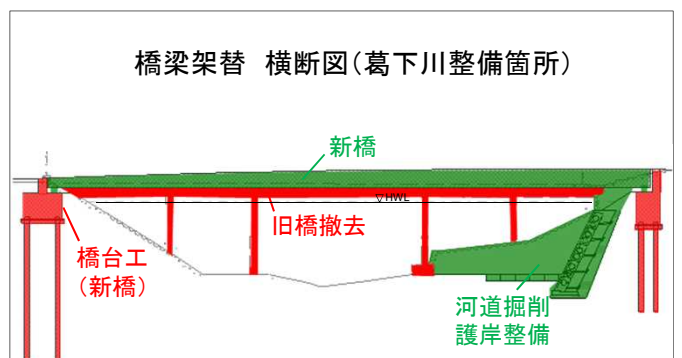 橋梁架替 横断図(葛下川整備箇所)
新橋
▽HWL
旧橋撤去
橋台工
(新橋)
河道掘削
護岸整備